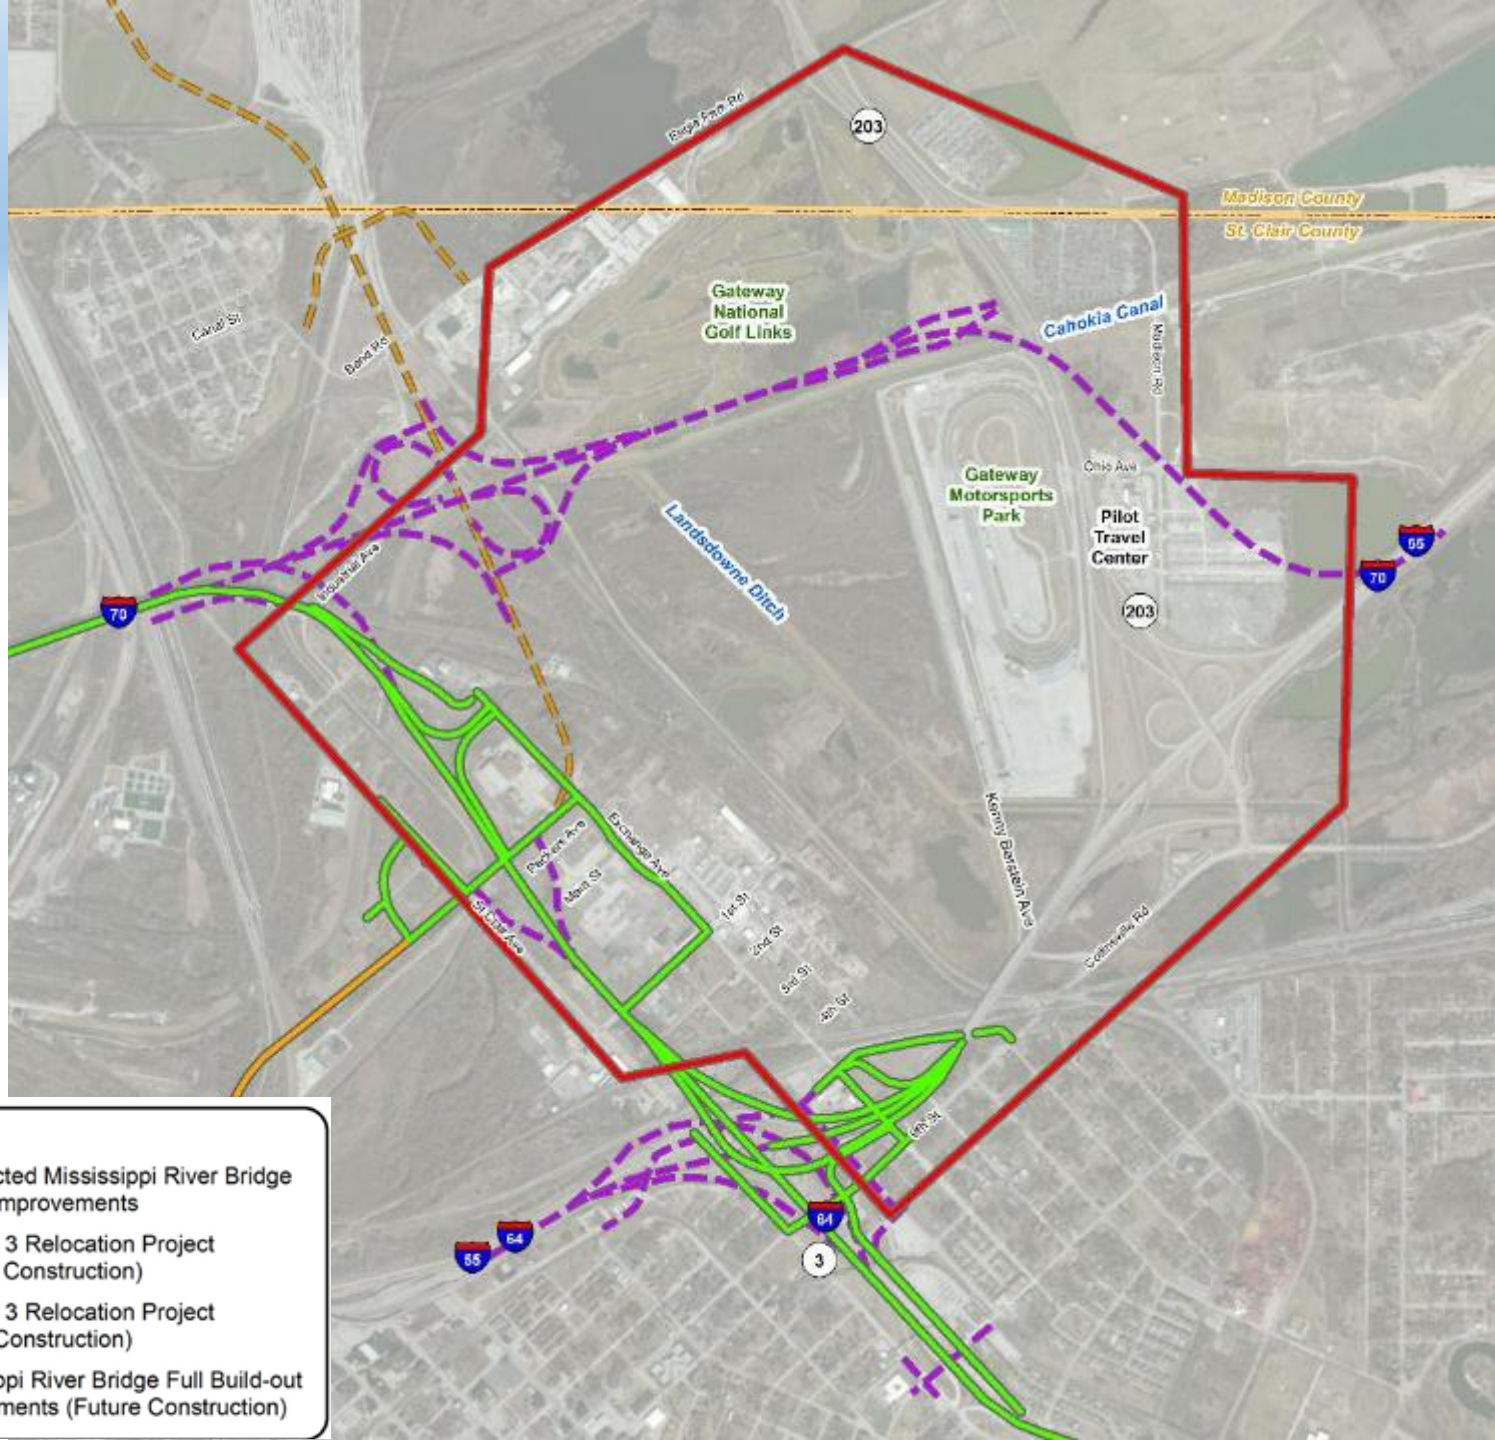 Eagle Park Rd
203
Madison County
St. Clair County
Gateway
National
Golf Links
Cahokia Canal
Canal St
Bend Rd
Madison Rd
Ohio Ave
Gateway
Motorsports
Park
Pilot
Travel
Center
Landsdowne Ditch
55
70
203
Industrial Ave
70
Kenny Berstein Ave
Packers Ave
Exchange Ave
Main St
St Clair Ave
1st St
2nd St
3rd St
4th St
Collinsville Rd
6th St
64
55
64
3
cted Mississippi River Bridge
mprovements
3 Relocation Project
Construction)
3 Relocation Project
Construction)
ppi River Bridge Full Build-out
ments (Future Construction)